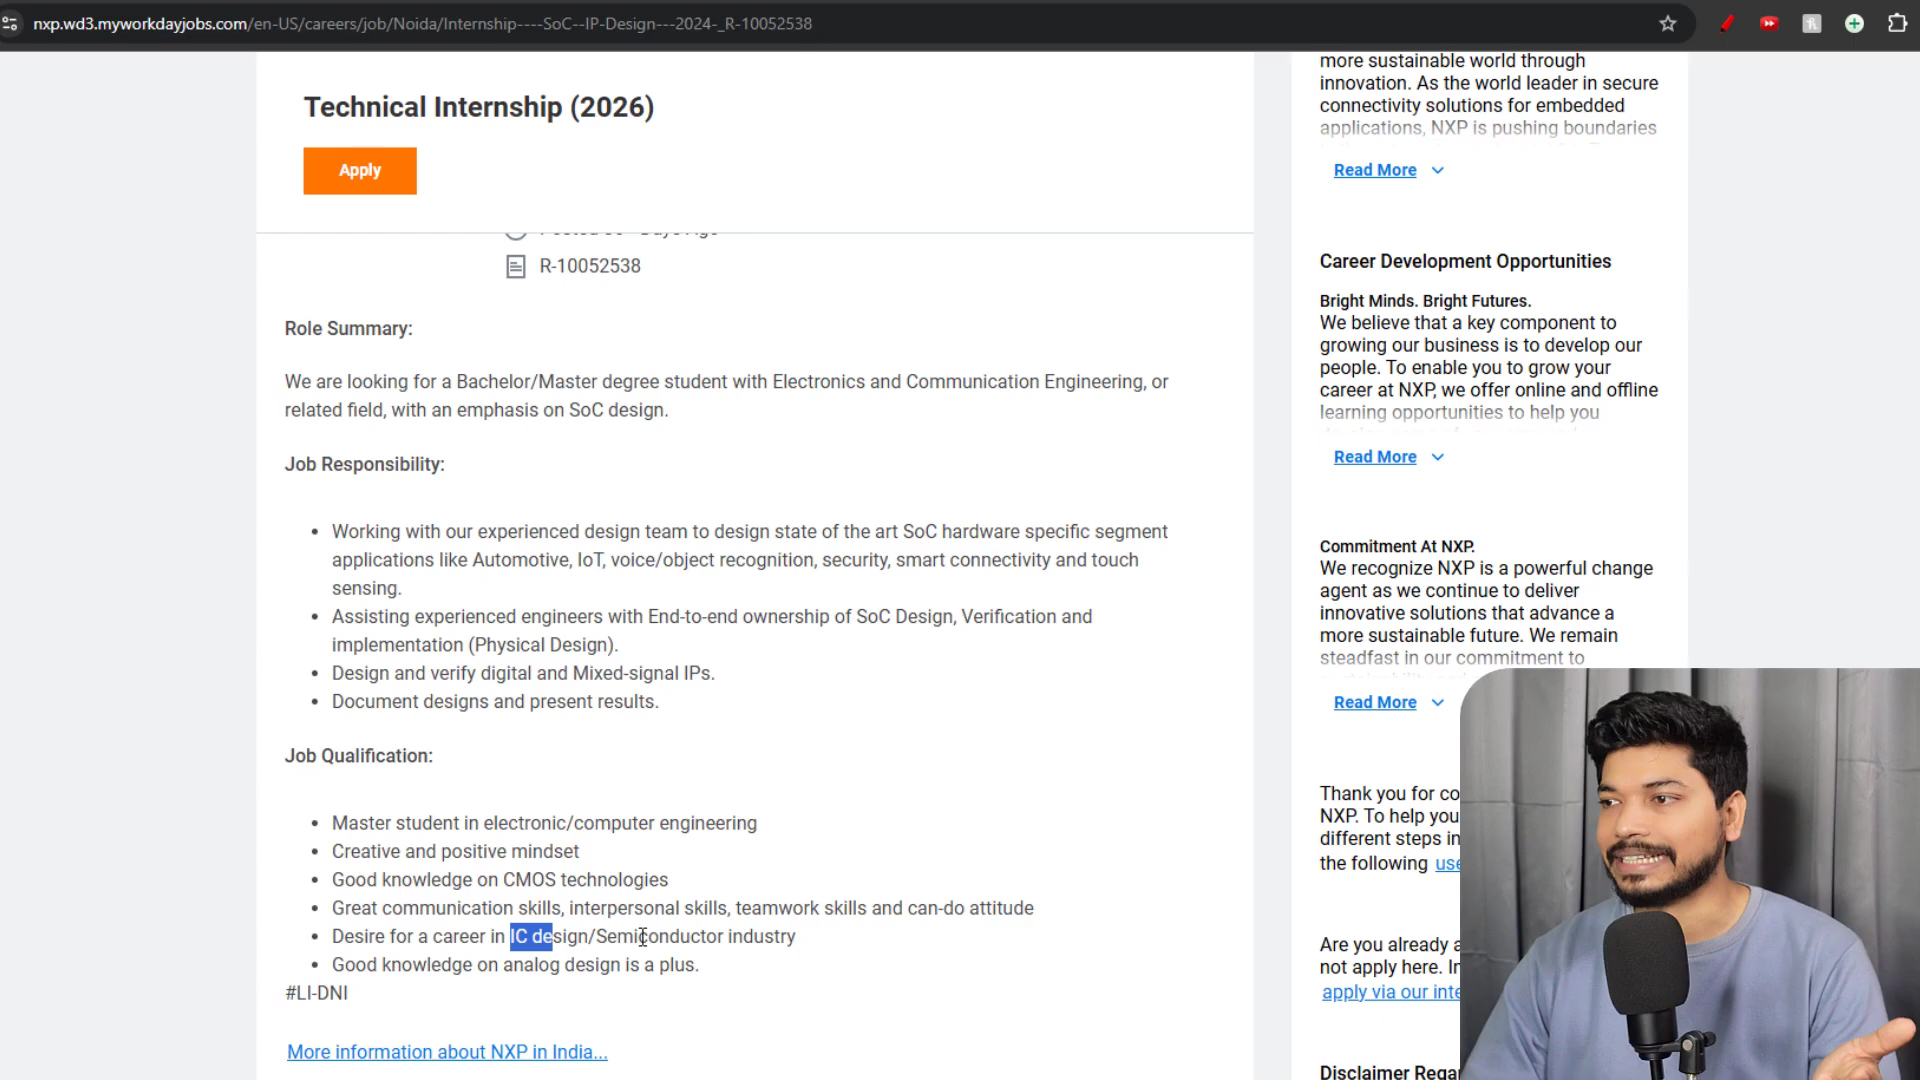 nxp.wd3.myworkdayjobs.com/en-US/careers/job/Noida/Internship----SoC--IP-Design---2024-_R-10052538
Technical Internship (2026)
Apply
R-10052538
Role Summary:
We are looking for a Bachelor/Master degree student with Electronics and Communication Engineering, or
related field, with an emphasis on SoC design.
Job Responsibility:
• Working with our experienced design team to design state of the art SoC hardware specific segment
applications like Automotive, IoT, voice/object recognition, security, smart connectivity and touch
sensing.
• Assisting experienced engineers with End-to-end ownership of SoC Design, Verification and
implementation (Physical Design).
• Design and verify digital and Mixed-signal IPs.
• Document designs and present results.
Job Qualification:
• Master student in electronic/computer engineering
• Creative and positive mindset
• Good knowledge on CMOS technologies
• Great communication skills, interpersonal skills, teamwork skills and can-do attitude
• Desire for a career in IC design/Semiconductor industry
• Good knowledge on analog design is a plus.
#LI-DNI
More information about NXP in India...
more sustainable world through
innovation. As the world leader in secure
connectivity solutions for embedded
applications, NXP is pushing boundaries
Read More
Career Development Opportunities
Bright Minds. Bright Futures.
We believe that a key component to
growing our business is to develop our
people. To enable you to grow your
career at NXP, we offer online and offline
learning opportunities to help you
Read More
Commitment At NXP.
We recognize NXP is a powerful change
agent as we continue to deliver
innovative solutions that advance a
more sustainable future. We remain
steadfast in our commitment to
Read More
Thank you for co
NXP. To help you
different steps in
the following use
Are you already a
not apply here. In
apply via our inte
Disclaimer Rega